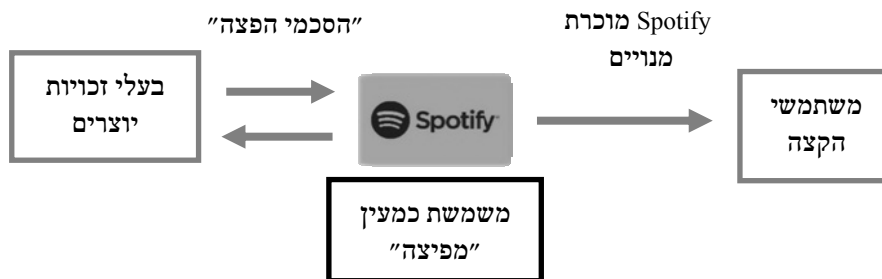 "הסכמי הפצה"
Spotify מוכרת
מנויים
בעלי זכויות
יוצרים
Spotify
משתמשי
הקצה
משמשת כמעין
"מפיצה"